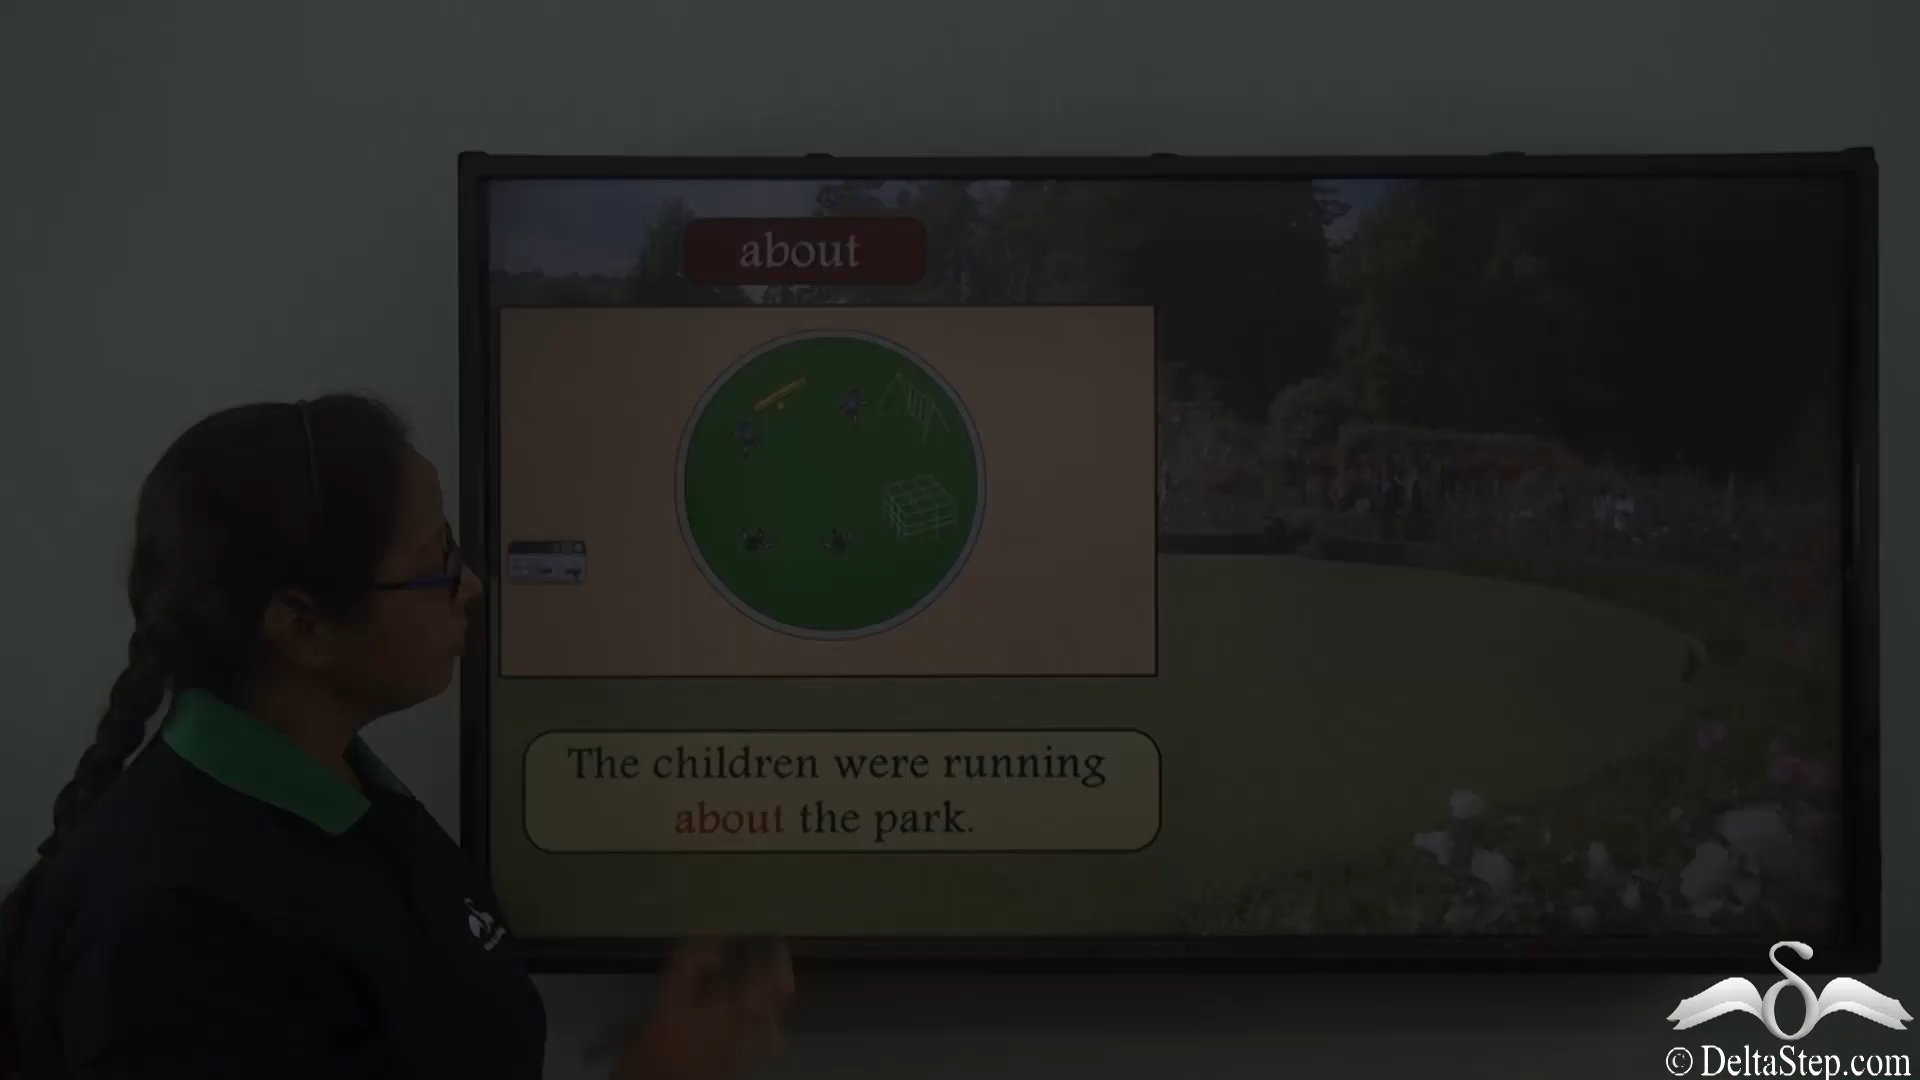 about
The children were running
about the park.
© DeltaStep.com